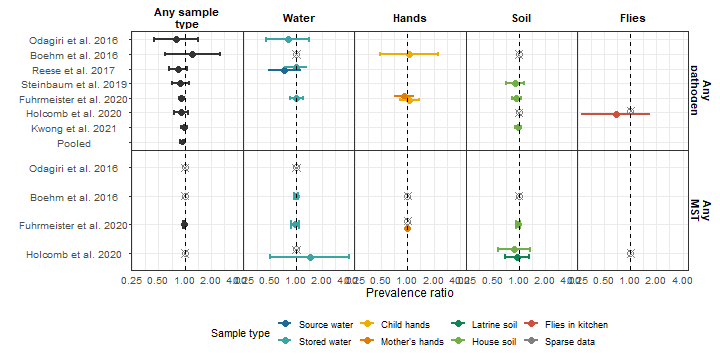 Any sample
type
Water
Hands
Soil
Flies
Odagiri et al. 2016
Boehm et al. 2016
Reese et al. 2017
Steinbaum et al. 2019
Fuhrmeister et al. 2020
Holcomb et al. 2020
Kwong et al. 2021
Pooled
Any
pathogen
Odagiri et al. 2016
Boehm et al. 2016
Fuhrmeister et al. 2020
Holcomb et al. 2020
Any
MST
0.25 0.50 1.00 2.00 4.00 0.25 0.50 1.00 2.00 4.00 0.25 0.50 1.00 2.00 4.00 0.25 0.50 1.00 2.00 4.00 0.25 0.50 1.00 2.00 4.00
Prevalence ratio
Sample type
Source water
Child hands
Latrine soil
Flies in kitchen
Stored water
Mother's hands
House soil
Sparse data